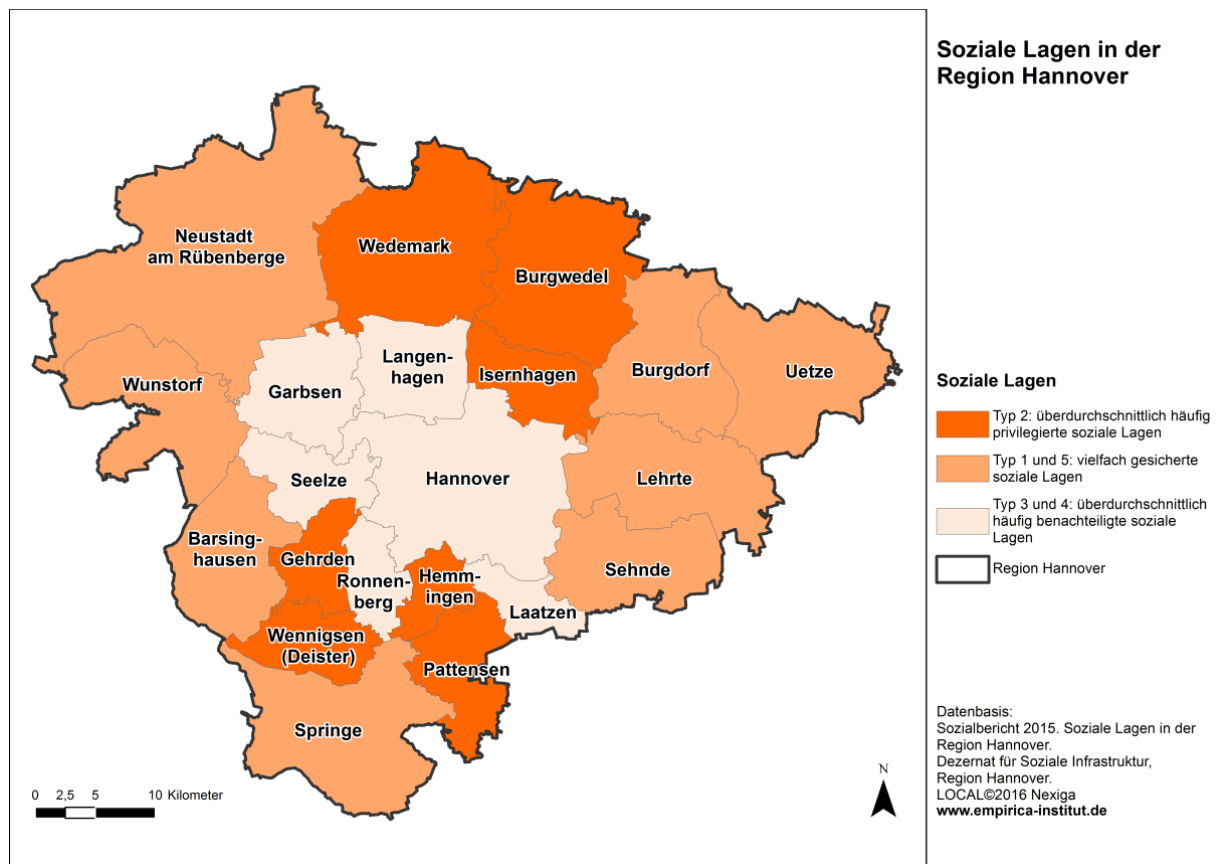 Soziale Lagen in der
Region Hannover
Neustadt
am Rübenberge
Wedemark
Burgwedel
Wunstorf
Garbsen
Langen-
hagen
Isernhagen
Burgdorf
Uetze
Seelze
Hannover
Lehrte
Barsing-
hausen
Gehrden
Ronnen-
berg
Hemm-
ingen
Laatzen
Sehnde
Wennigsen
(Deister)
Pattensen
Springe
0 2,5 5 10 Kilometer
N
Soziale Lagen
Typ 2: überdurchschnittlich häufig
privilegierte soziale Lagen
Typ 1 und 5: vielfach gesicherte
soziale Lagen
Typ 3 und 4: überdurchschnittlich
häufig benachteiligte soziale
Lagen
Region Hannover
Datenbasis:
Sozialbericht 2015. Soziale Lagen in der
Region Hannover.
Dezernat für Soziale Infrastruktur,
Region Hannover.
LOCAL©2016 Nexiga
www.empirica-institut.de